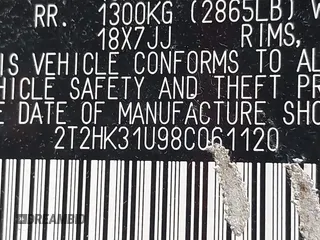 RR. 1300KG (2865LB) W
18X7JJ RIMS,
IS VEHICLE CONFORMS TO AL
HICLE SAFETY AND THEFT PR
E DATE OF MANUFACTURE SHO
2T2HK31U98C061120
DREAMBID